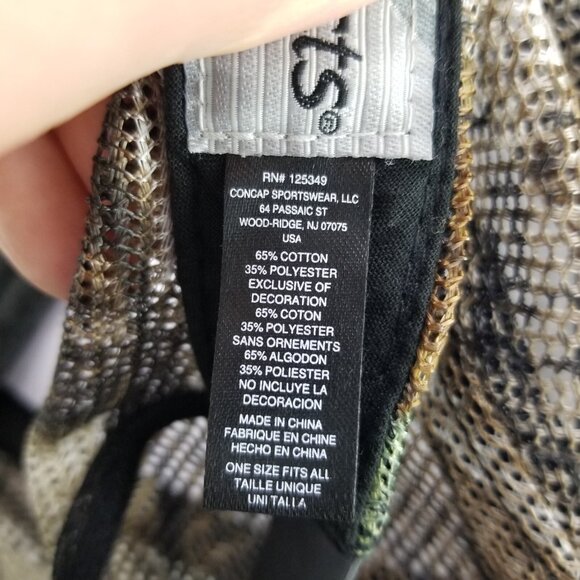 rts®
RN# 125349
CONCAP SPORTSWEAR, LLC
64 PASSAIC ST
WOOD-RIDGE, NJ 07075
USA
65% COTTON
35% POLYESTER
EXCLUSIVE OF
DECORATION
65% COTON
35% POLYESTER
SANS ORNEMENTS
65% ALGODON
35% POLIESTER
NO INCLUYE LA
DECORACION
MADE IN CHINA
FABRIQUE EN CHINE
HECHO EN CHINA
ONE SIZE FITS ALL
TAILLE UNIQUE
UNI TALLA